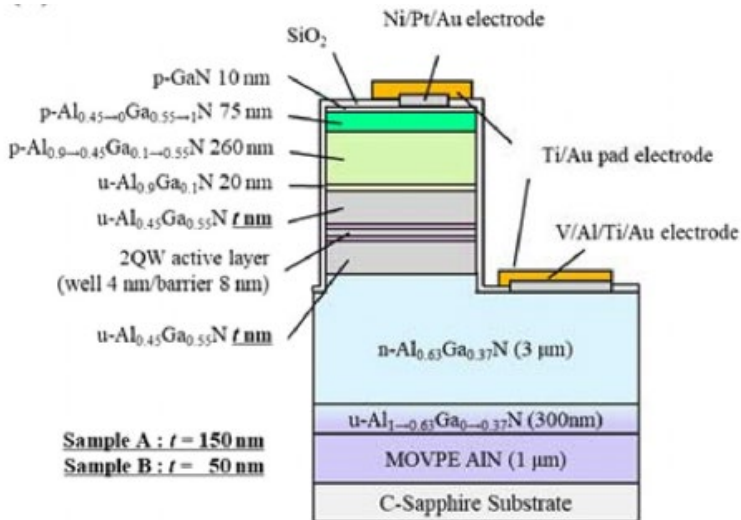 Ni/Pt/Au electrode
SiO₂
p-GaN 10 nm
p-Al₀.₄₅→₀Ga₀.₅₅→₁N 75 nm
p-Al₀.₉→₀.₄₅Ga₀.₁→₀.₅₅N 260 nm
Ti/Au pad electrode
u-Al₀.₉Ga₀.₁N 20 nm
u-Al₀.₄₅Ga₀.₅₅N t nm
V/Al/Ti/Au electrode
2QW active layer
(well 4 nm/barrier 8 nm)
u-Al₀.₄₅Ga₀.₅₅N t nm
n-Al₀.₆₃Ga₀.₃₇N (3 μm)
u-Al₁→₀.₆₃Ga₀→₀.₃₇N (300nm)
Sample A : t = 150 nm
Sample B : t = 50 nm
MOVPE AlN (1 μm)
C-Sapphire Substrate